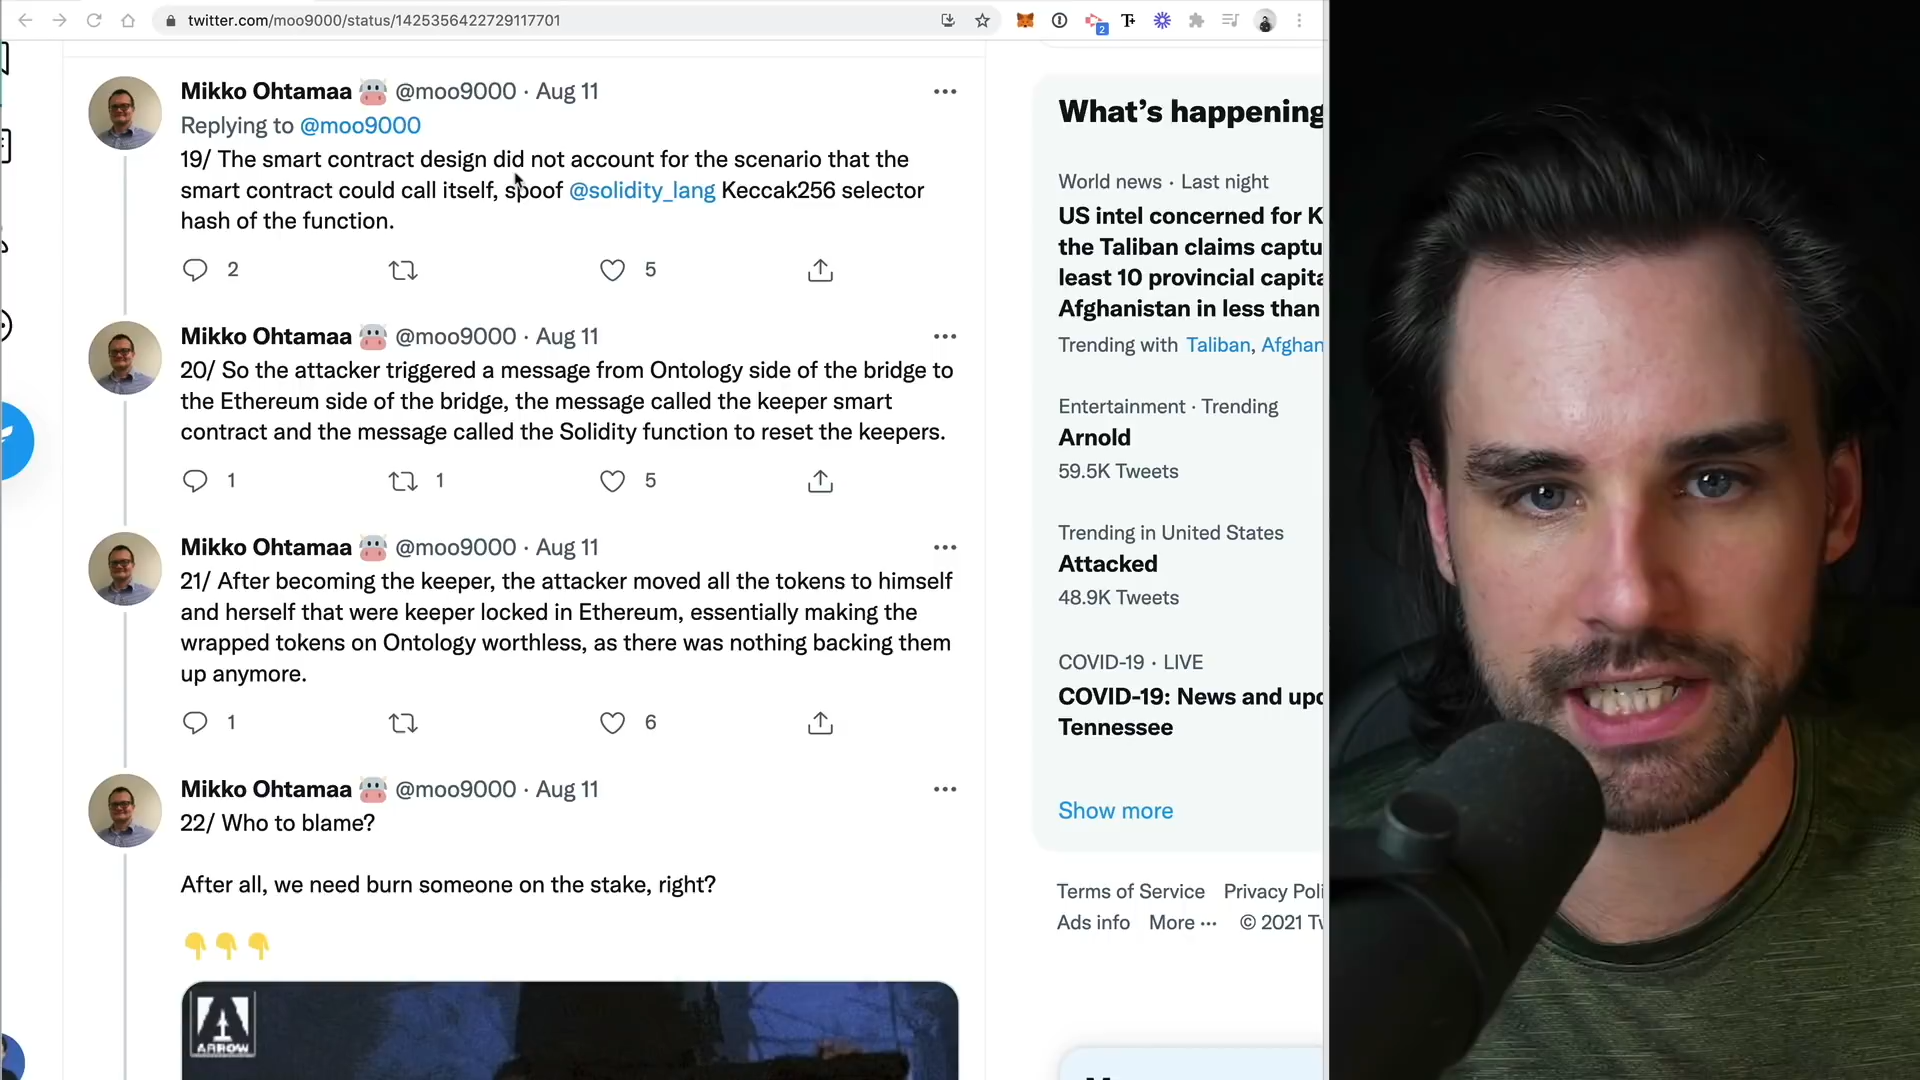 twitter.com/moo9000/status/1425356422729117701
2
Mikko Ohtamaa @moo9000 · Aug 11
Replying to @moo9000
19/ The smart contract design did not account for the scenario that the
smart contract could call itself, spoof @solidity_lang Keccak256 selector
hash of the function.
2 5
Mikko Ohtamaa @moo9000 · Aug 11
20/ So the attacker triggered a message from Ontology side of the bridge to
the Ethereum side of the bridge, the message called the keeper smart
contract and the message called the Solidity function to reset the keepers.
1 1 5
Mikko Ohtamaa @moo9000 · Aug 11
21/ After becoming the keeper, the attacker moved all the tokens to himself
and herself that were keeper locked in Ethereum, essentially making the
wrapped tokens on Ontology worthless, as there was nothing backing them
up anymore.
1 6
Mikko Ohtamaa @moo9000 · Aug 11
22/ Who to blame?
After all, we need burn someone on the stake, right?
ARROW
What's happening
World news · Last night
US intel concerned for K
the Taliban claims captu
least 10 provincial capita
Afghanistan in less than
Trending with Taliban, Afghan
Entertainment · Trending
Arnold
59.5K Tweets
Trending in United States
Attacked
48.9K Tweets
COVID-19 · LIVE
COVID-19: News and upd
Tennessee
Show more
Terms of Service Privacy Poli
Ads info More ··· © 2021 Tw